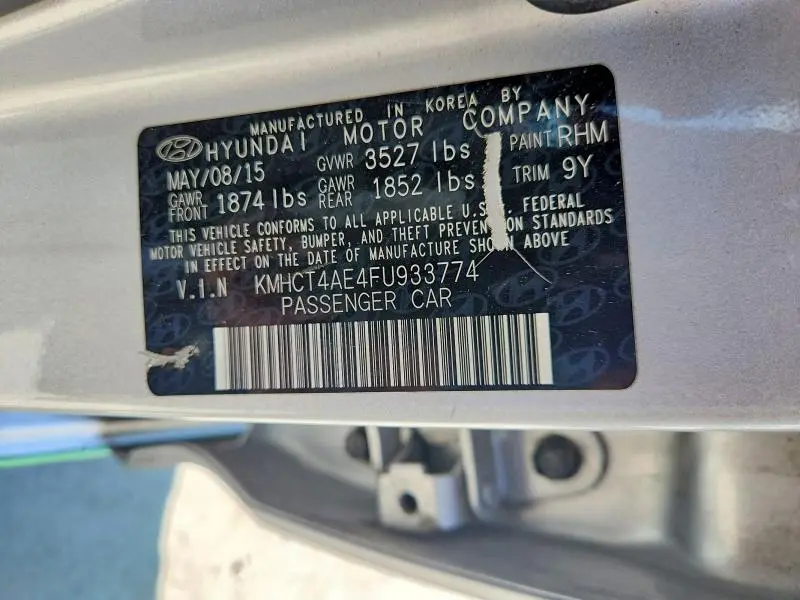 MANUFACTURED IN KOREA BY
HYUNDAI MOTOR COMPANY
MAY/08/15 GVWR 3527 lbs PAINT RHM
GAWR FRONT 1874 lbs GAWR REAR 1852 lbs TRIM 9Y
THIS VEHICLE CONFORMS TO ALL APPLICABLE U.S. FEDERAL
MOTOR VEHICLE SAFETY, BUMPER, AND THEFT PREVENTION STANDARDS
IN EFFECT ON THE DATE OF MANUFACTURE SHOWN ABOVE
V.I.N KMHCT4AE4FU933774
PASSENGER CAR